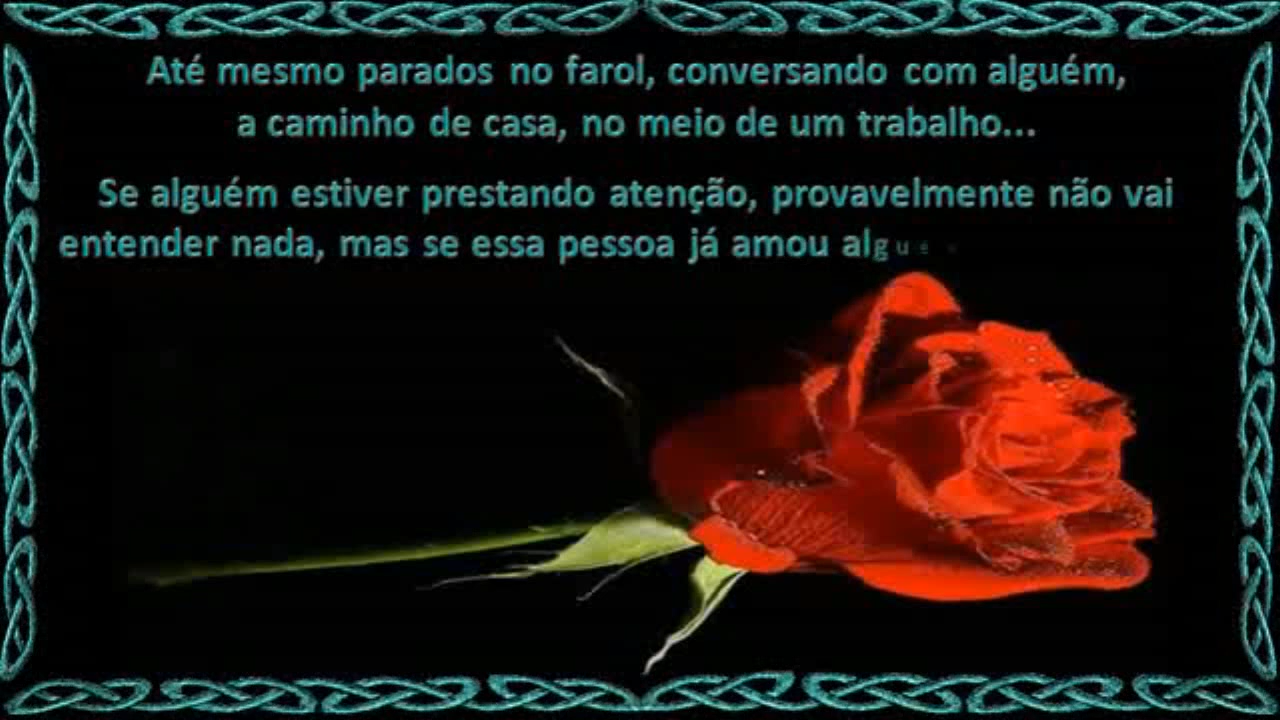 Até mesmo parados no farol, conversando com alguém,
a caminho de casa, no meio de um trabalho...
Se alguém estiver prestando atenção, provavelmente não vai
entender nada, mas se essa pessoa já amou algué